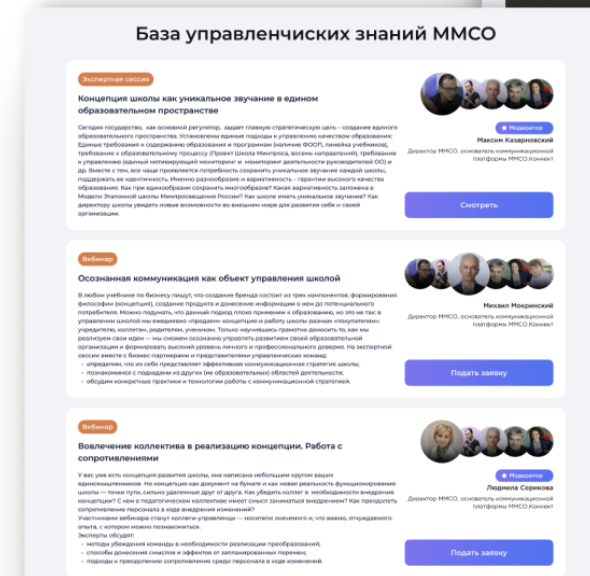 База управленчиских знаний ММСО
Экспертная сессия
Концепция школы как уникальное звучание в едином
образовательном пространстве
Сегодня государство, как основной регулятор, задает главную стратегическую цель - создание единого
образовательного пространства. Установлены единые подходы к управлению качеством образования:
Единые требования к содержанию образования и программам (наличие ФООП, линейка учебников),
требование к образовательному процессу (Проект Школа Минпроса, восемь направлений), требование
к управлению (единый мотивирующий мониторинг и мониторинг деятельности руководителей ОО) и
др. Вместе с тем, все чаще проявляется потребность сохранить уникальное звучание каждой школы,
поддержать ее идентичность. Именно разнообразие и вариативность - гарантия высокого качества
образования. Как при единообразии сохранить многообразие? Какая вариативность заложена в
Модели Эталонной школы Минпросвещения России? Как школе иметь уникальное звучание? Как
директору школы увидеть новые возможности во внешнем мире для развития себя и своей
организации.
Модератор
Максим Казарновский
Директор ММСО, основатель коммуникационной
платформы ММСО.Коннект
Смотреть
Вебинар
Осознанная коммуникация как объект управления школой
В любом учебнике по бизнесу пишут, что создание бренда состоит из трех компонентов: формирования
философии (концепция), создание продукта и донесение информации о нем до потенциального
потребителя. Можно подумать, что данный подход плохо применим к образованию, но это не так: в
управлении школой мы ежедневно «продаем» концепцию и работу школы разным «покупателям»:
учредителю, коллегам, родителям, ученикам. Только научившись грамотно доносить то, как мы
реализуем свои идеи — мы сможем осознанно управлять развитием своей образовательной
организации и формировать высокий уровень личного и профессионального доверия. На экспертной
сессии вместе с бизнес-партнерами и представителями управленческих команд:
- определим, что из себя представляет эффективная коммуникационная стратегия школы;
- познакомимся с подходами из других (не образовательных) областей деятельности;
- обсудим конкретные практики и технологии работы с коммуникационной стратегией.
Михаил Мокринский
Директор ММСО, основатель коммуникационной
платформы ММСО.Коннект
Подать заявку
Вебинар
Вовлечение коллектива в реализацию концепции. Работа с
сопротивлениями
У вас уже есть концепция развития школы, она написана небольшим кругом ваших
единомышленников. Но концепция как документ на бумаге и как новая реальность функционирования
школы — точки пути, сильно удаленные друг от друга. Как убедить коллег в необходимости внедрения
концепции? С кем в педагогическом коллективе имеет смысл заниматься внедрением? Как преодолеть
сопротивление персонала в ходе внедрения изменений?
Участниками вебинара станут коллеги-управленцы — носители значимого и, что важно, отчуждаемого
опыта, с котором можно познакомиться.
Эксперты обсудят:
- методы убеждения команды в необходимости реализации преобразований;
- способы донесения смыслов и эффектов от запланированных перемен;
- подходы к преодолению сопротивление среди персонала в ходе изменений.
Модератор
Людмила Серикова
Директор ММСО, основатель коммуникационной
платформы ММСО.Коннект
Подать заявку